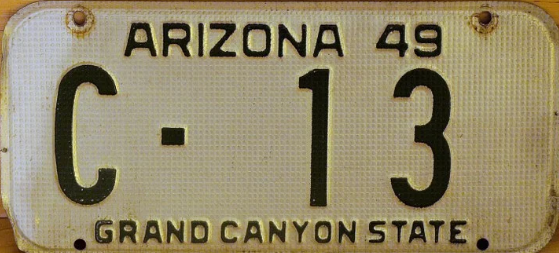 ARIZONA 49
C - 13
GRAND CANYON STATE